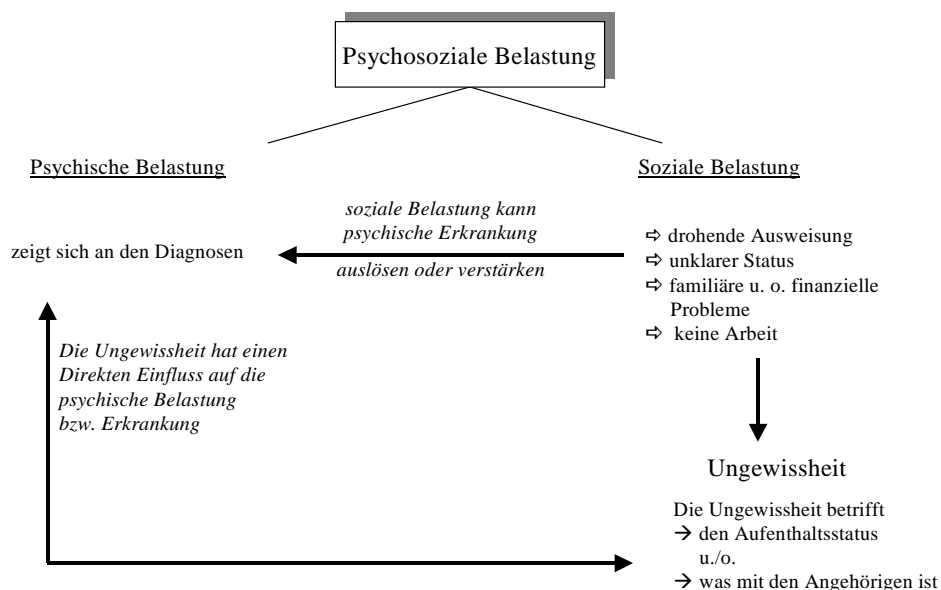 Psychosoziale Belastung
Psychische Belastung
Soziale Belastung
soziale Belastung kann
psychische Erkrankung
auslösen oder verstärken
zeigt sich an den Diagnosen
⇨ drohende Ausweisung
⇨ unklarer Status
⇨ familiäre u. o. finanzielle
Probleme
⇨ keine Arbeit
Die Ungewissheit hat einen
Direkten Einfluss auf die
psychische Belastung
bzw. Erkrankung
Ungewissheit
Die Ungewissheit betrifft
→ den Aufenthaltsstatus
u./o.
→ was mit den Angehörigen ist